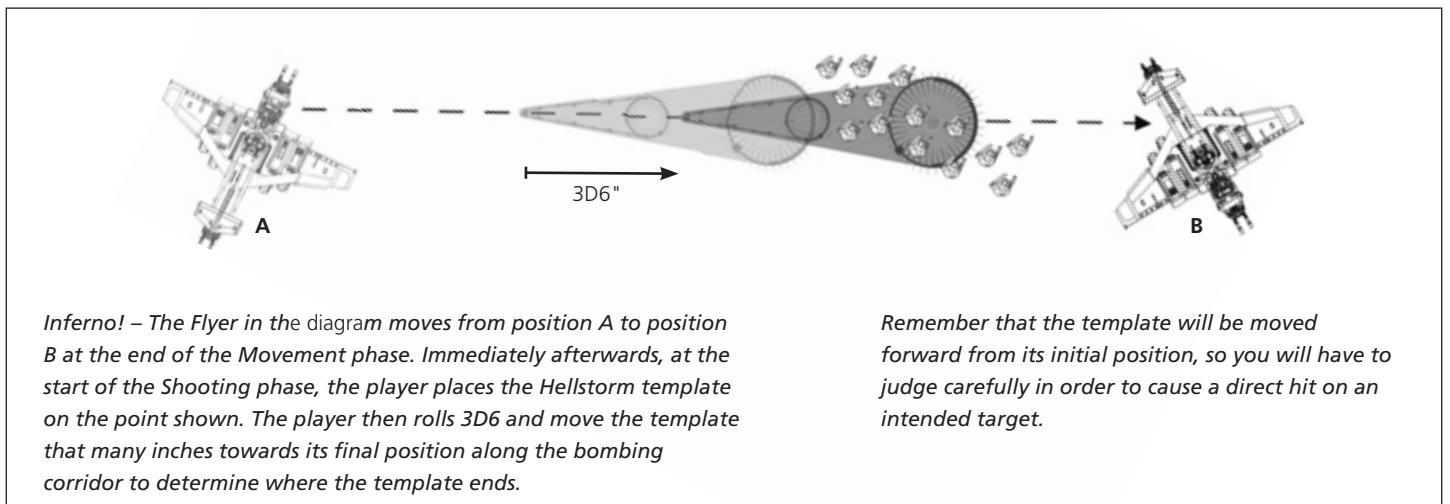 3D6"
A
B
Inferno! – The Flyer in the diagram moves from position A to position
B at the end of the Movement phase. Immediately afterwards, at the
start of the Shooting phase, the player places the Hellstorm template
on the point shown. The player then rolls 3D6 and move the template
that many inches towards its final position along the bombing
corridor to determine where the template ends.
Remember that the template will be moved
forward from its initial position, so you will have to
judge carefully in order to cause a direct hit on an
intended target.